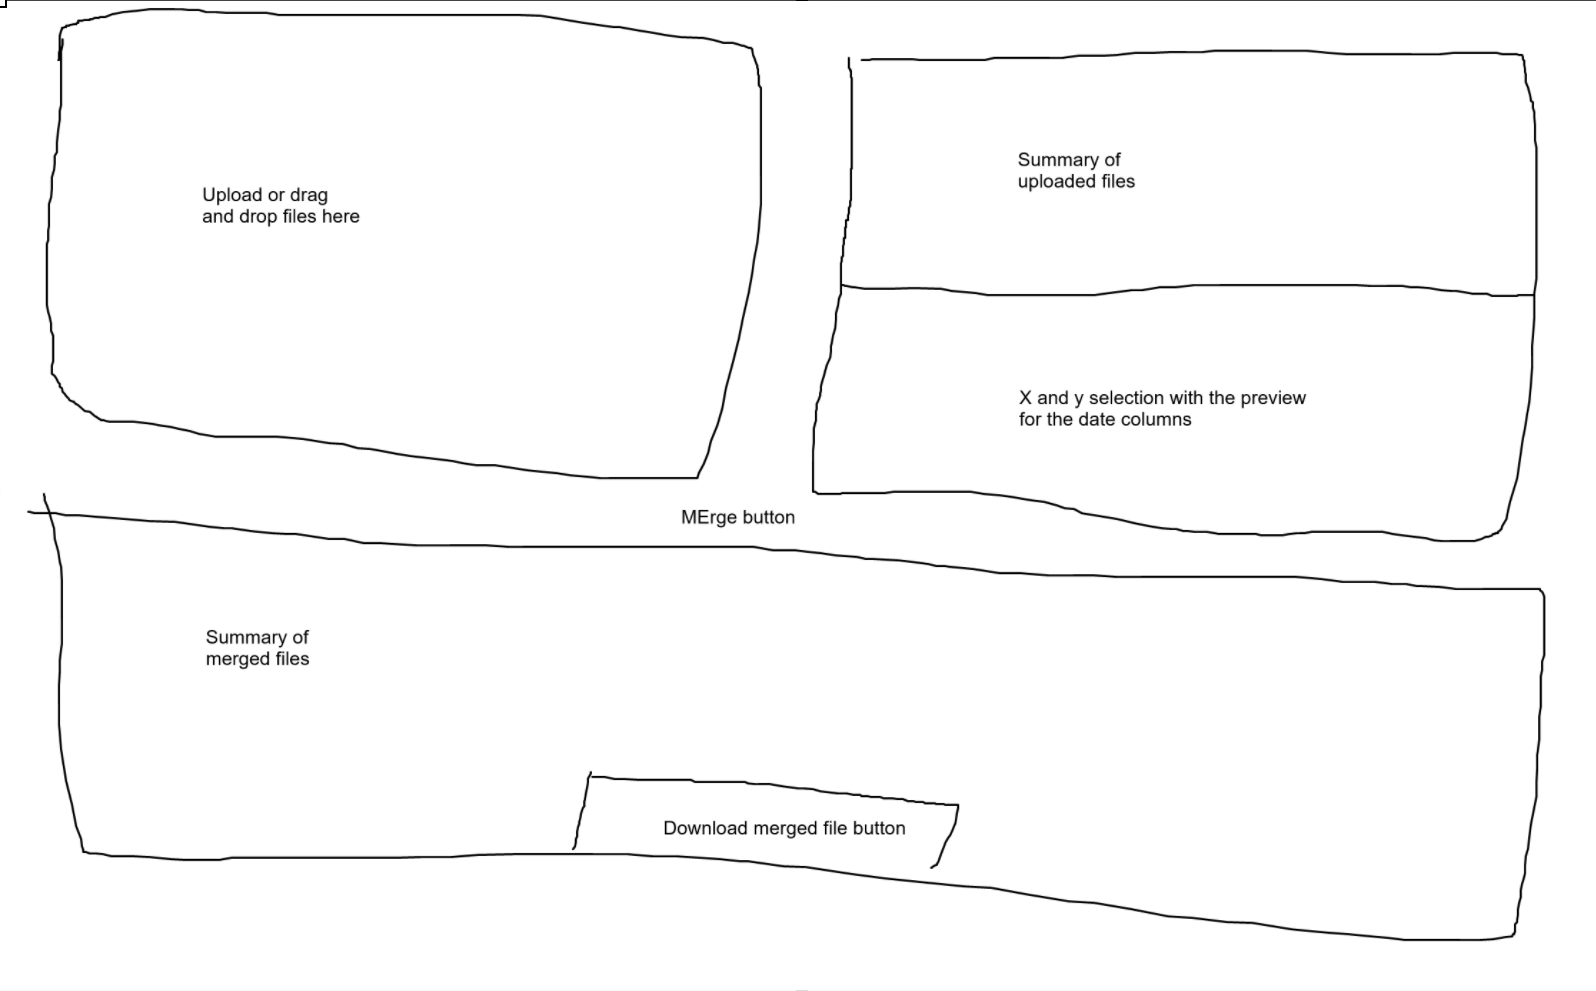 Upload or drag
and drop files here
Summary of
uploaded files
X and y selection with the preview
for the date columns
MErge button
Summary of
merged files
Download merged file button